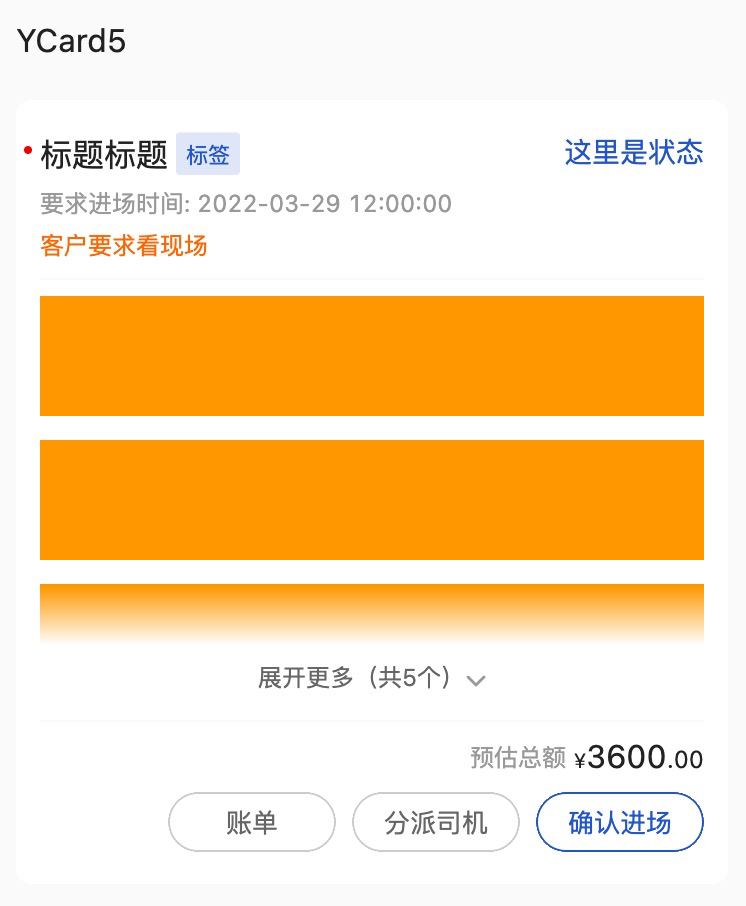 YCard5
标题标题 标签 这里是状态
要求进场时间: 2022-03-29 12:00:00
客户要求看现场
展开更多（共5个）
预估总额 ¥3600.00
账单 分派司机 确认进场